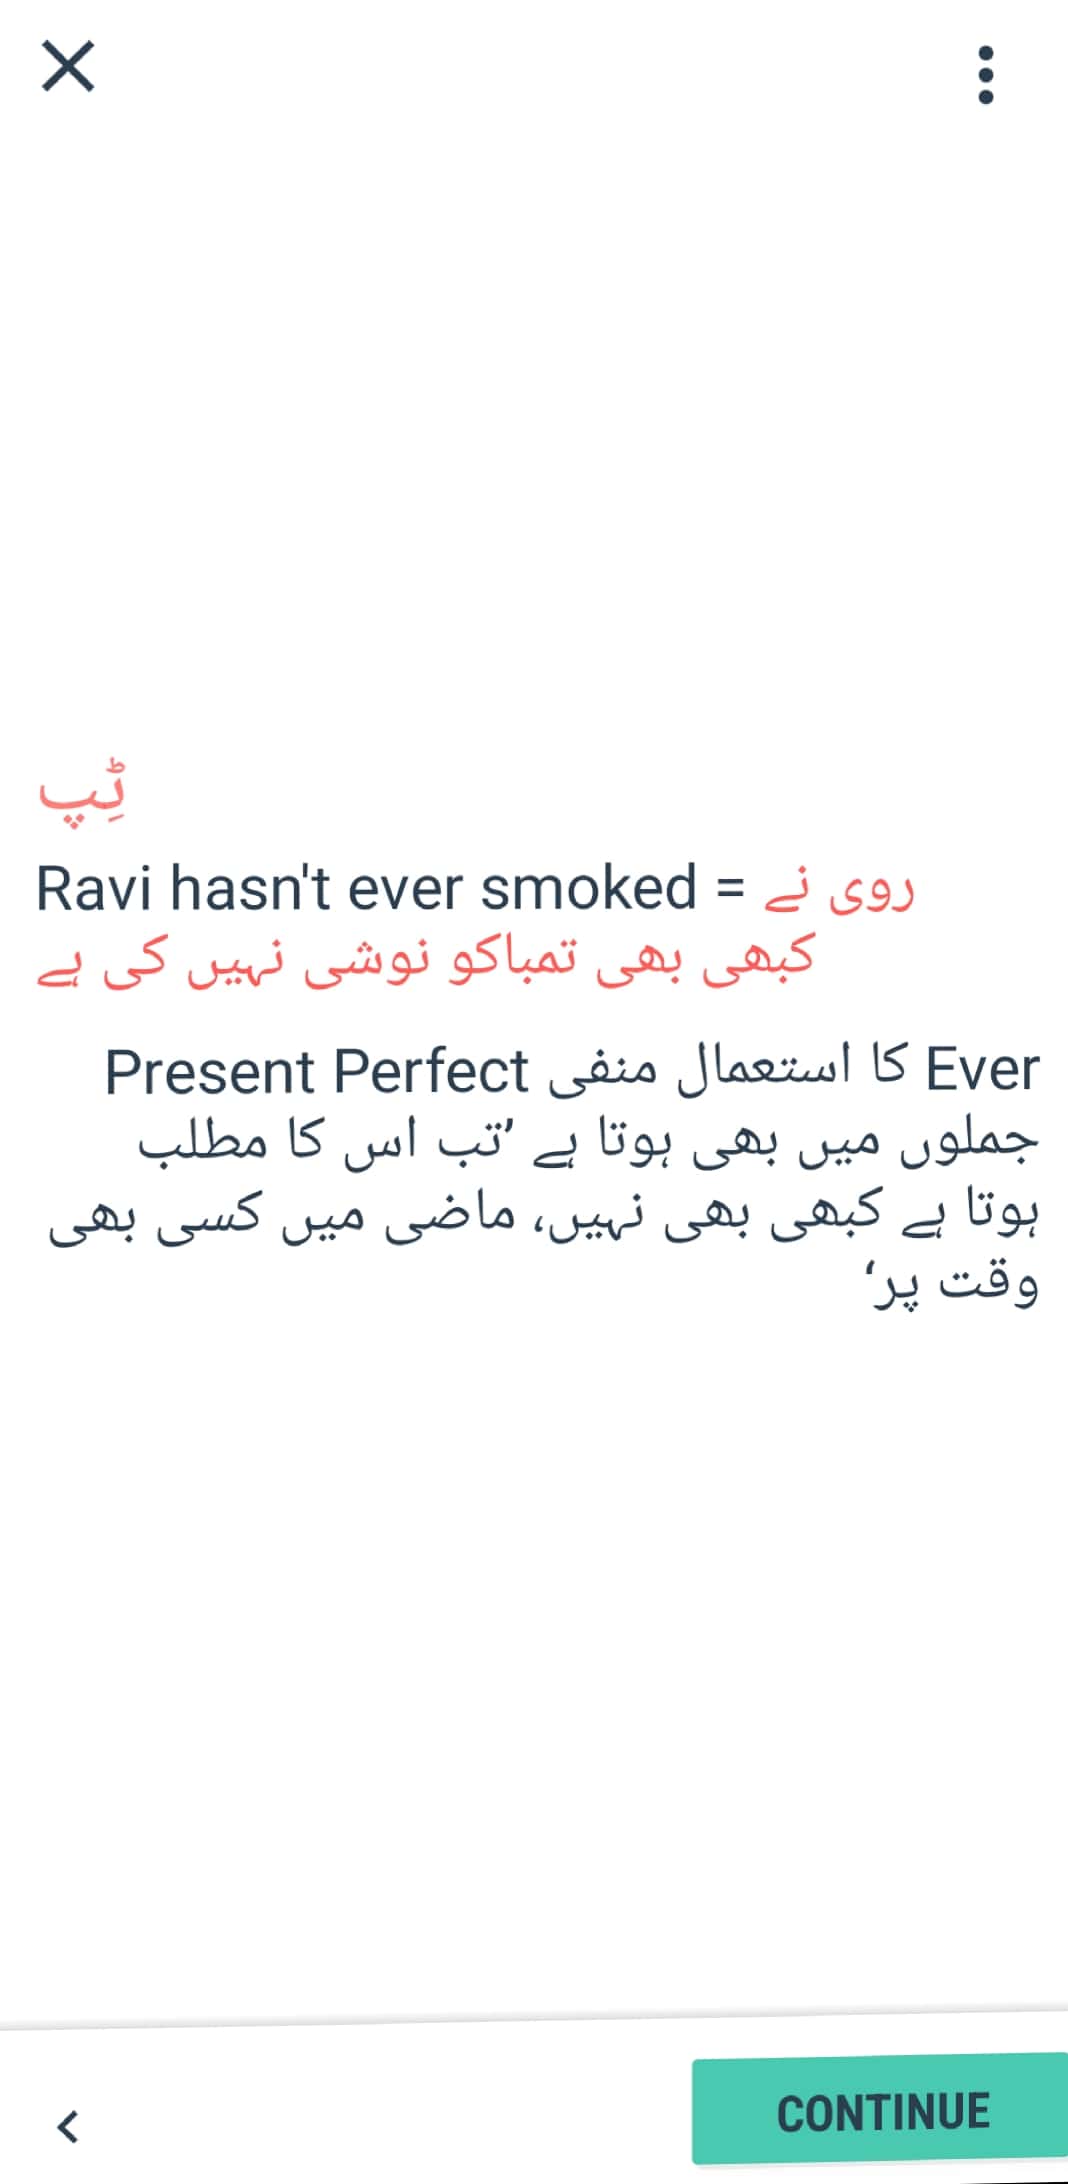 ٹِپ
Ravi hasn't ever smoked = روی نے
کبھی بھی تمباکو نوشی نہیں کی ہے
Ever کا استعمال منفی Present Perfect
جملوں میں بھی ہوتا ہے ’تب اس کا مطلب
ہوتا ہے کبھی بھی نہیں، ماضی میں کسی بھی
وقت پر‘
CONTINUE